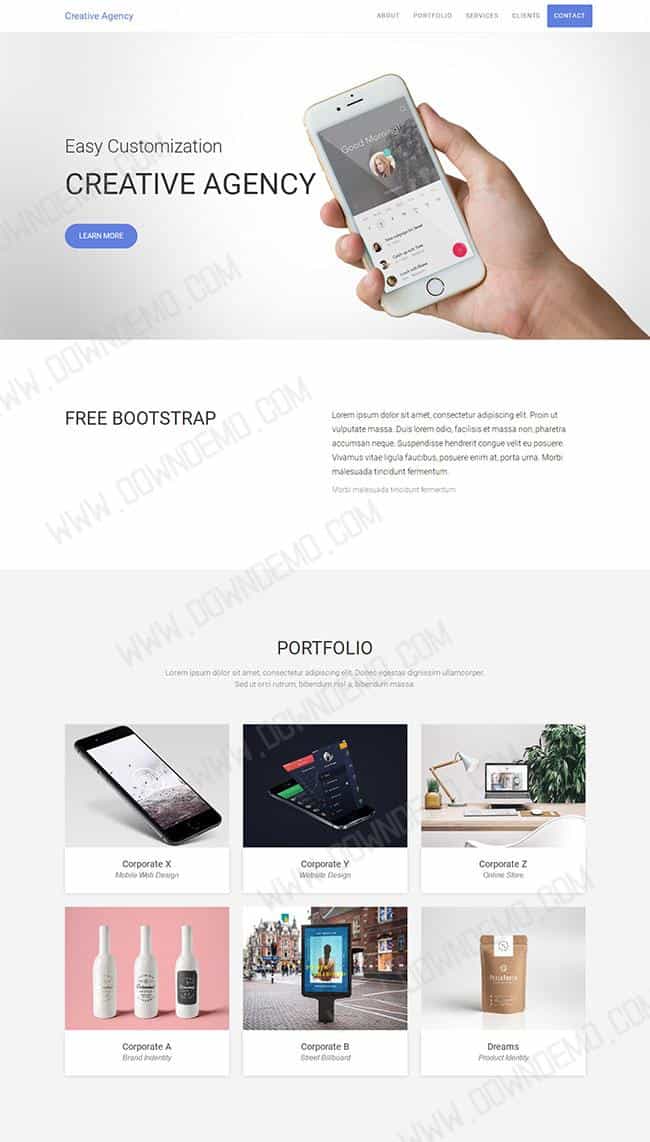 Creative Agency
ABOUT PORTFOLIO SERVICES CLIENTS CONTACT
Easy Customization
CREATIVE AGENCY
LEARN MORE
Good Morning!
FREE BOOTSTRAP
Lorem ipsum dolor sit amet, consectetur adipiscing elit. Proin ut
vulputate massa. Duis lorem odio, facilisis et massa non, pharetra
accumsan neque. Suspendisse hendrerit congue velit eu posuere.
Vivamus vitae ligula faucibus, posuere enim at, porta urna. Morbi
malesuada tincidunt fermentum.
Morbi malesuada tincidunt fermentum
PORTFOLIO
Lorem ipsum dolor sit amet, consectetur adipiscing elit. Donec egestas dignissim ullamcorper.
Sed ut orci rutrum, bibendum nisl a, bibendum massa.
Corporate X
Mobile Web Design
Corporate Y
Website Design
Corporate Z
Online Store
Corporate A
Brand Indentity
Corporate B
Street Billboard
Dreams
Product Identity
WWW.DOWNDEMO.COM